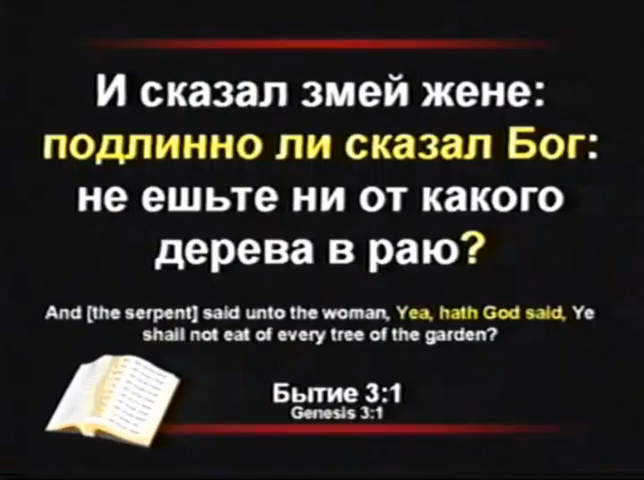 И сказал змей жене:
подлинно ли сказал Бог:
не ешьте ни от какого
дерева в раю?
And [the serpent] said unto the woman, Yea, hath God said, Ye
shall not eat of every tree of the garden?
Бытие 3:1
Genesis 3:1